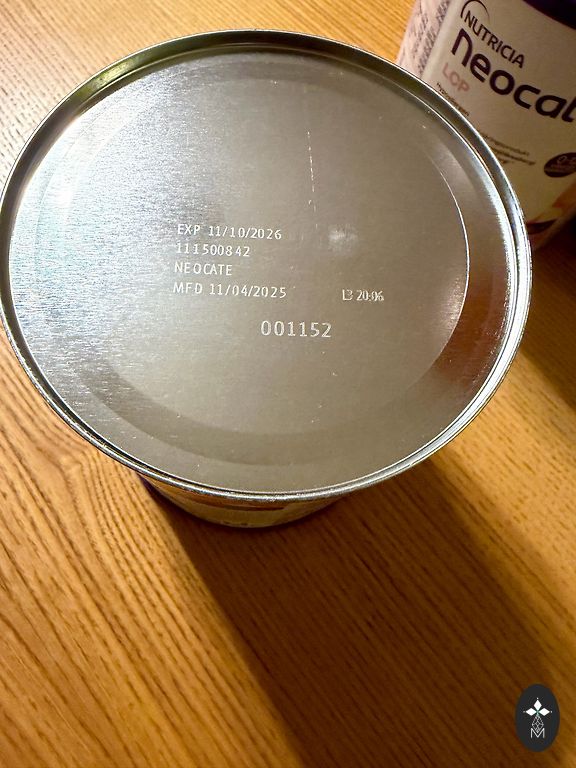 NUTRICIA
neocat
LCP
EXP 11/10/2026
111500842
NEOCATE
MFD 11/04/2025
L3 20:06
001152
M